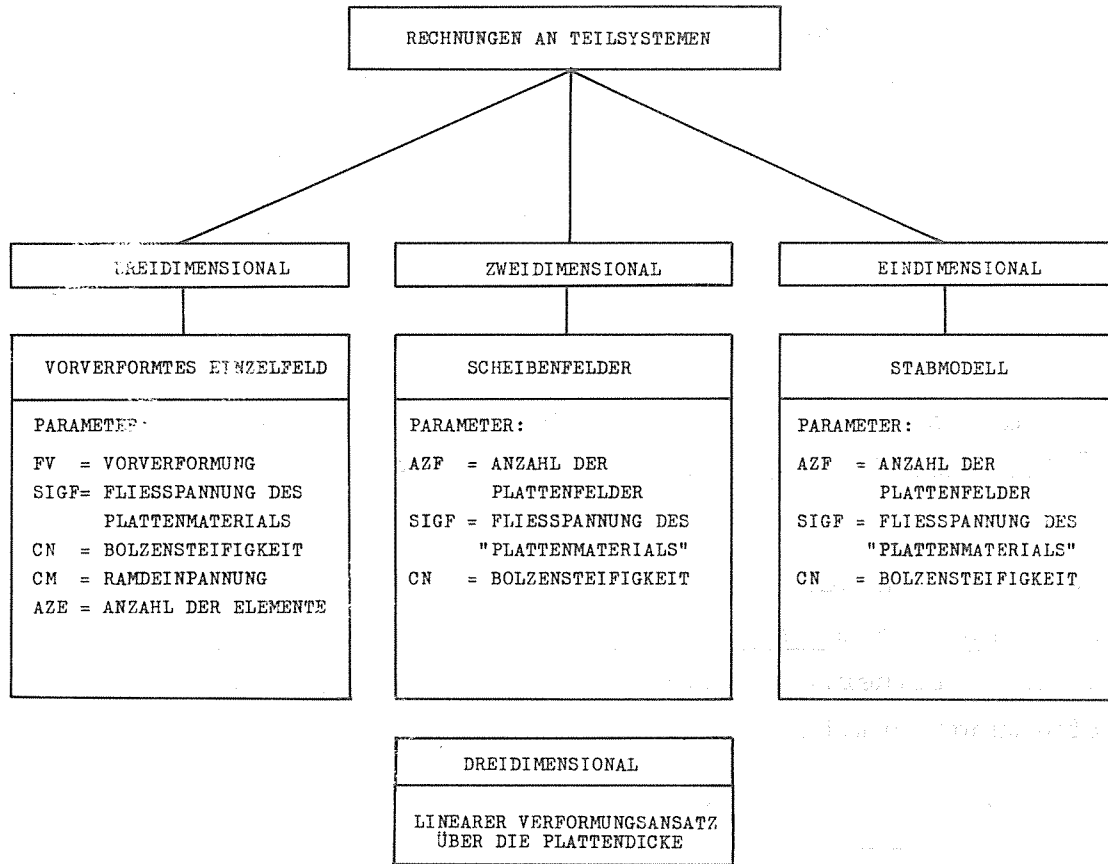 RECHNUNGEN AN TEILSYSTEMEN
DREIDIMENSIONAL
VORVERFORMTES EINZELFELD
PARAMETER:
FV = VORVERFORMUNG
SIGF= FLIESSPANNUNG DES
PLATTENMATERIALS
CN = BOLZENSTEIFIGKEIT
CM = RAMDEINPANNUNG
AZE = ANZAHL DER ELEMENTE
ZWEIDIMENSIONAL
SCHEIBENFELDER
PARAMETER:
AZF = ANZAHL DER
PLATTENFELDER
SIGF = FLIESSPANNUNG DES
"PLATTENMATERIALS"
CN = BOLZENSTEIFIGKEIT
EINDIMENSIONAL
STABMODELL
PARAMETER:
AZF = ANZAHL DER
PLATTENFELDER
SIGF = FLIESSPANNUNG DES
"PLATTENMATERIALS"
CN = BOLZENSTEIFIGKEIT
DREIDIMENSIONAL
LINEARER VERFORMUNGSANSATZ
ÜBER DIE PLATTENDICKE